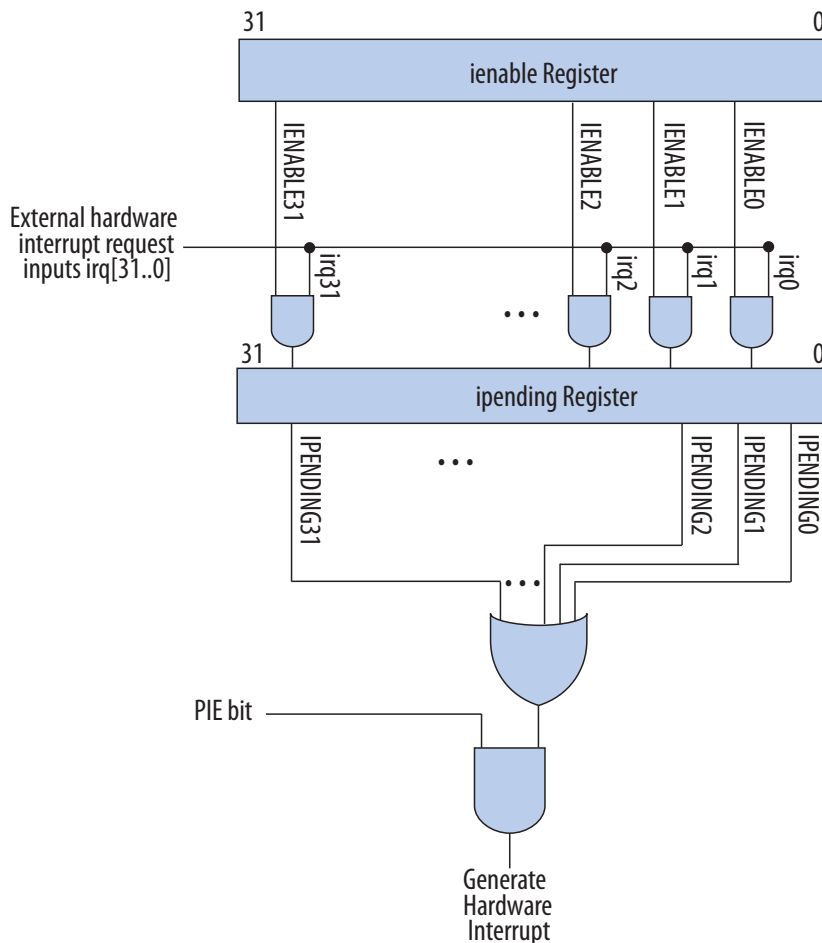 31 0
ienable Register
IENABLE31
IENABLE2
IENABLE1
IENABLE0
External hardware
interrupt request
inputs irq[31..0]
irq31
irq2
irq1
irq0
...
31 0
ipending Register
IPENDING31
...
IPENDING2
IPENDING1
IPENDING0
...
PIE bit
Generate
Hardware
Interrupt